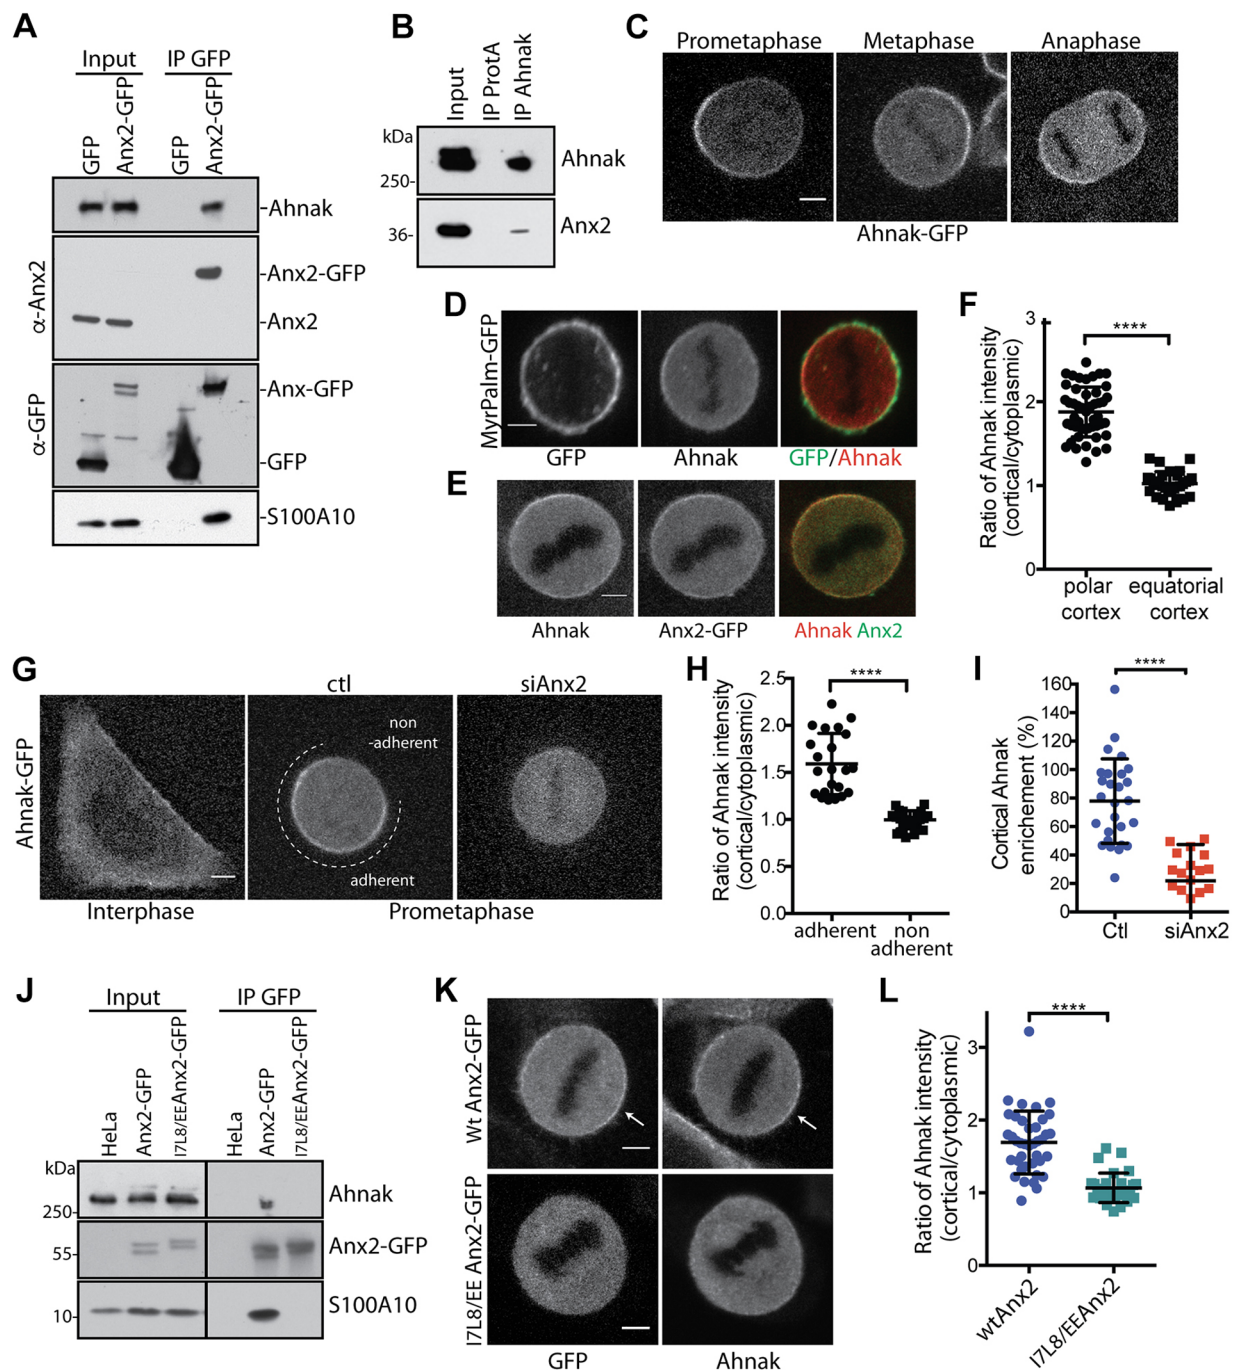 A
Input
IP GFP
GFP
Anx2-GFP
GFP
Anx2-GFP
-Ahnak
α-Anx2
-Anx2-GFP
-Anx2
α-GFP
-Anx-GFP
-GFP
-S100A10
B
Input
IP ProtA
IP Ahnak
kDa
250-
Ahnak
36-
Anx2
C
Prometaphase
Metaphase
Anaphase
Ahnak-GFP
D
MyrPalm-GFP
GFP
Ahnak
GFP/Ahnak
E
Ahnak
Anx2-GFP
Ahnak Anx2
F
Ratio of Ahnak intensity
(cortical/cytoplasmic)
3
2
1
0
****
polar
cortex
equatorial
cortex
G
ctl
siAnx2
Ahnak-GFP
non
-adherent
adherent
Interphase
Prometaphase
H
Ratio of Ahnak intensity
(cortical/cytoplasmic)
2.5
2.0
1.5
1.0
0.5
0.0
****
adherent
non
adherent
I
Cortical Ahnak
enrichement (%)
160
140
120
100
80
60
40
20
0
****
Ctl
siAnx2
J
Input
IP GFP
HeLa
Anx2-GFP
I7L8/EEAnx2-GFP
HeLa
Anx2-GFP
I7L8/EEAnx2-GFP
kDa
250-
Ahnak
55-
Anx2-GFP
10-
S100A10
K
Wt Anx2-GFP
I7L8/EE Anx2-GFP
GFP
Ahnak
L
Ratio of Ahnak intensity
(cortical/cytoplasmic)
3
2
1
0
****
wtAnx2
I7L8/EEAnx2